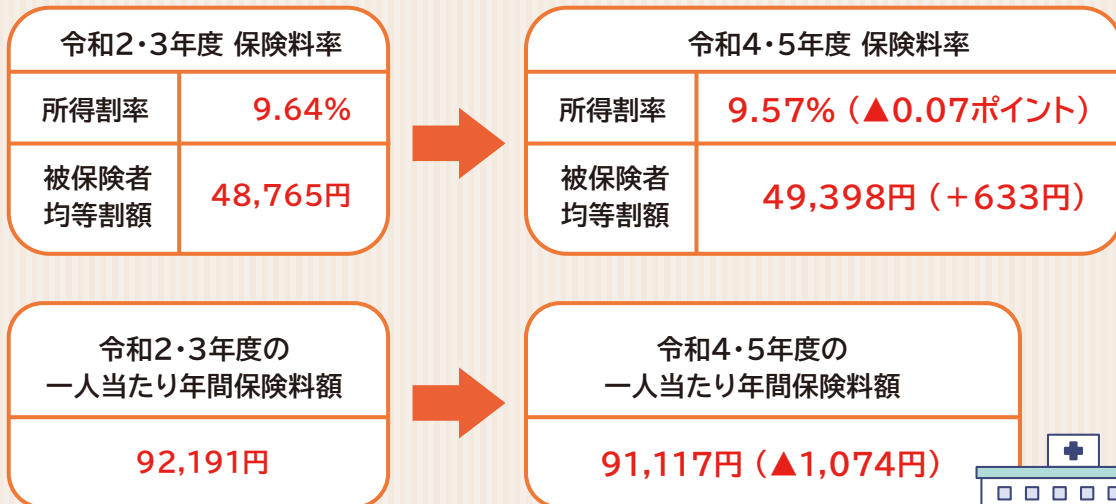 令和2・3年度 保険料率
所得割率 9.64%
被保険者
均等割額 48,765円
令和4・5年度 保険料率
所得割率 9.57%（▲0.07ポイント）
被保険者
均等割額 49,398円（+633円）
令和2・3年度の
一人当たり年間保険料額
92,191円
令和4・5年度の
一人当たり年間保険料額
91,117円（▲1,074円）